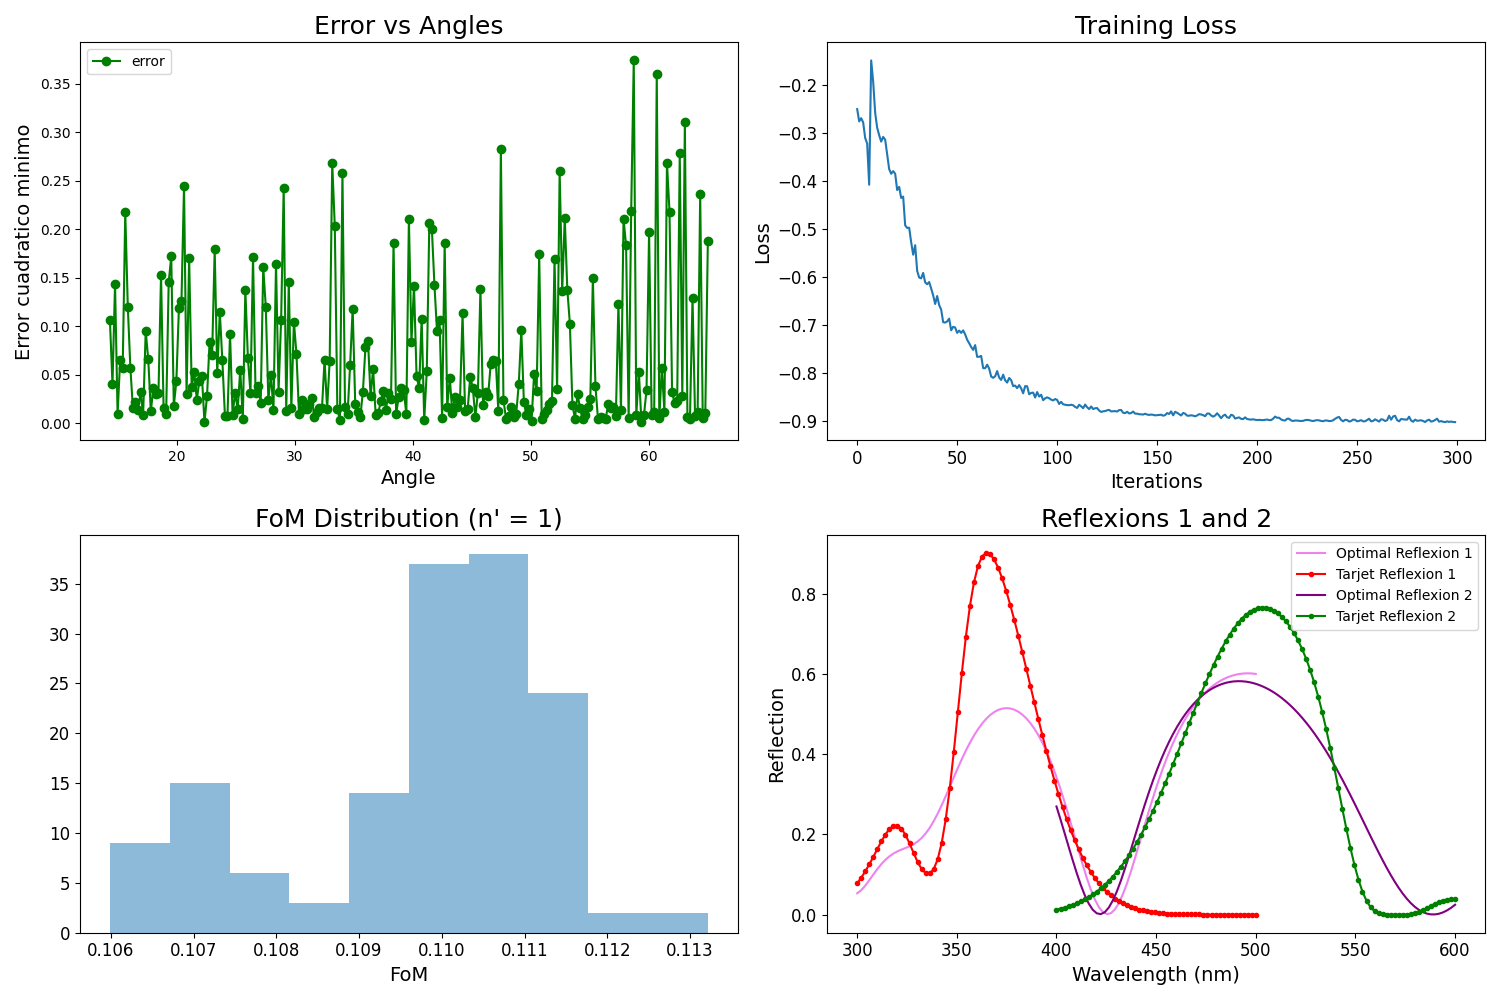 Error vs Angles
error
0.35
0.30
0.25
0.20
0.15
0.10
0.05
0.00
Error cuadratico minimo
20 30 40 50 60
Angle
Training Loss
−0.2
−0.3
−0.4
−0.5
−0.6
−0.7
−0.8
−0.9
Loss
0 50 100 150 200 250 300
Iterations
FoM Distribution (n' = 1)
35
30
25
20
15
10
5
0
0.106 0.107 0.108 0.109 0.110 0.111 0.112 0.113
FoM
Reflexions 1 and 2
Optimal Reflexion 1
Tarjet Reflexion 1
Optimal Reflexion 2
Tarjet Reflexion 2
0.8
0.6
0.4
0.2
0.0
Reflection
300 350 400 450 500 550 600
Wavelength (nm)